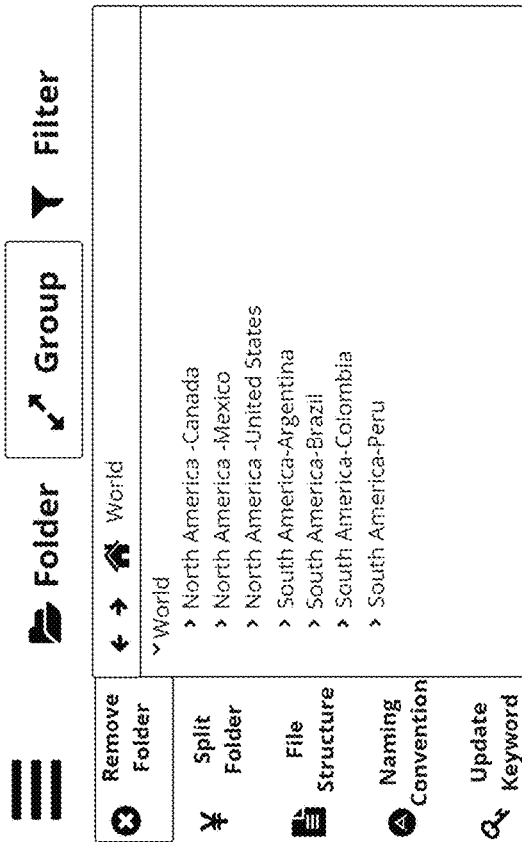 Folder
Group
Filter
Remove
Folder
Split
Folder
File
Structure
Naming
Convention
Update
Keyword
World
World
North America -Canada
North America -Mexico
North America -United States
South America-Argentina
South America-Brazil
South America-Colombia
South America-Peru